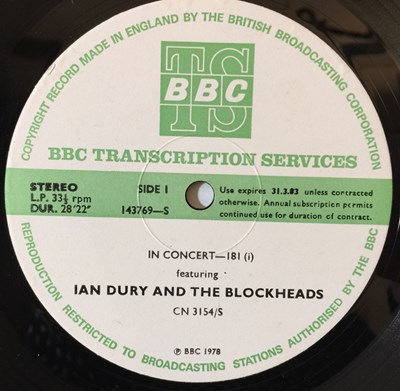 COPYRIGHT RECORD MADE IN ENGLAND BY THE BRITISH BROADCASTING CORPORATION
TS
BBC
BBC TRANSCRIPTION SERVICES
STEREO
L.P. 33⅓ rpm
DUR. 28'22"
SIDE 1
143769—S
Use expires 31.3.83 unless contracted
otherwise. Annual subscription permits
continued use for duration of contract.
IN CONCERT—181 (i)
featuring
IAN DURY AND THE BLOCKHEADS
CN 3154/S
℗ BBC 1978
REPRODUCTION RESTRICTED TO BROADCASTING STATIONS AUTHORISED BY THE BBC